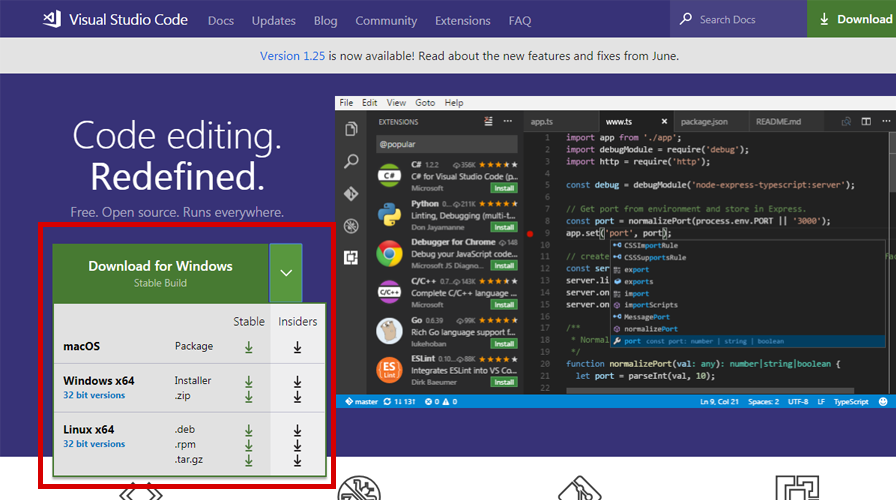 Visual Studio Code Docs Updates Blog Community Extensions FAQ Search Docs Download
Version 1.25 is now available! Read about the new features and fixes from June.
Code editing.
Redefined.
Free. Open source. Runs everywhere.
Download for Windows
Stable Build
Stable Insiders
macOS Package
Windows x64 Installer
32 bit versions .zip
Linux x64 .deb
32 bit versions .rpm
.tar.gz
File Edit View Goto Help
EXTENSIONS
@popular
C# 1.2.2 356K
C# for Visual Studio Code (p
Microsoft Install
Python 0.
211K
Linting, Debugging (multi-t
Don Jayamanne Install
Debugger for Chrome 148
Debug your JavaScript code
Microsoft JS Diagno... Install
C/C++ 0.7. 143K
Complete C/C++ language
Microsoft Install
Go 0.6.39 99K
Rich Go language support f
lukehoban Install
ESLint 0.10... 88K
Integrates ESLint into VS Co
Dirk Baeumer Install
app.ts www.ts package.json README.md
1 import app from './app';
2 import debugModule = require('debug');
3 import http = require('http');
4
5 const debug = debugModule('node-express-typescript:server');
6
7 // Get port from environment and store in Express.
8 const port = normalizePort(process.env.PORT || '3000');
9 app.set('port', port);
10
11 // create
12 const ser
13 server.li
14 server.on
15 server.on
16
17 /**
18 * Normal
19 */
20 function normalizePort(val: any): number|string|boolean {
21 let port = parseInt(val, 10);
22
CSSImportRule
CSSSupportsRule
export
exports
import
importScripts
MessagePort
normalizePort
port const port: number | string | boolean
master 1↓ 13↑ 0 0 Ln 9, Col 21 Spaces: 2 UTF-8 LF TypeScript